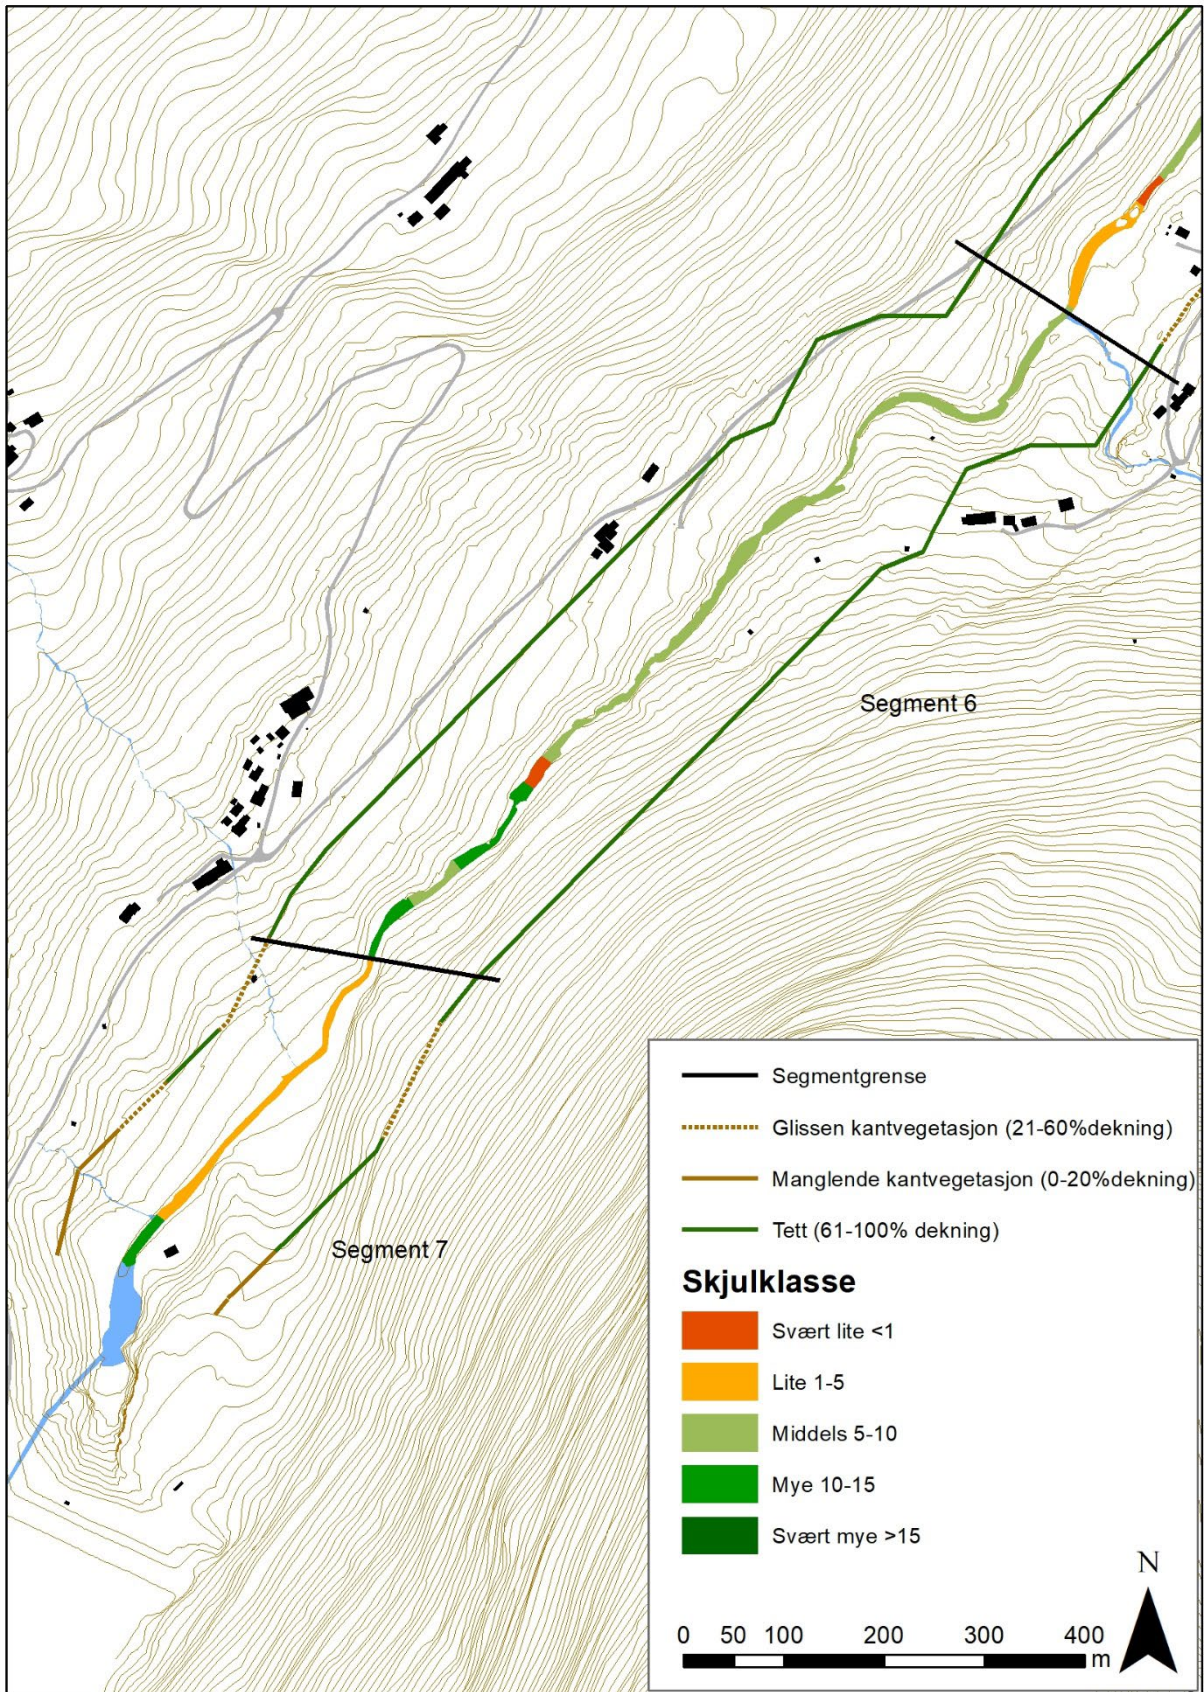 Segment 6
Segment 7
Segmentgrense
Glissen kantvegetasjon (21-60%dekning)
Manglende kantvegetasjon (0-20%dekning)
Tett (61-100% dekning)
Skjulklasse
Svært lite <1
Lite 1-5
Middels 5-10
Mye 10-15
Svært mye >15
N
0 50 100 200 300 400
m